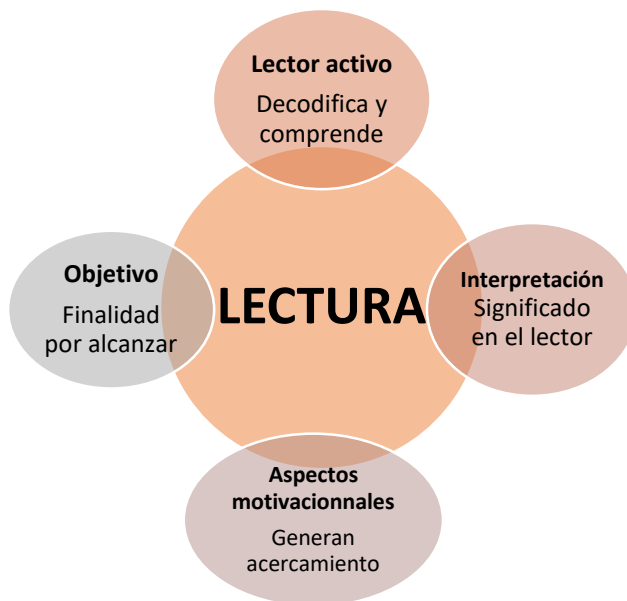 Lector activo
Decodifica y
comprende
Objetivo
Finalidad
por alcanzar
LECTURA
Interpretación
Significado
en el lector
Aspectos
motivacionnales
Generan
acercamiento